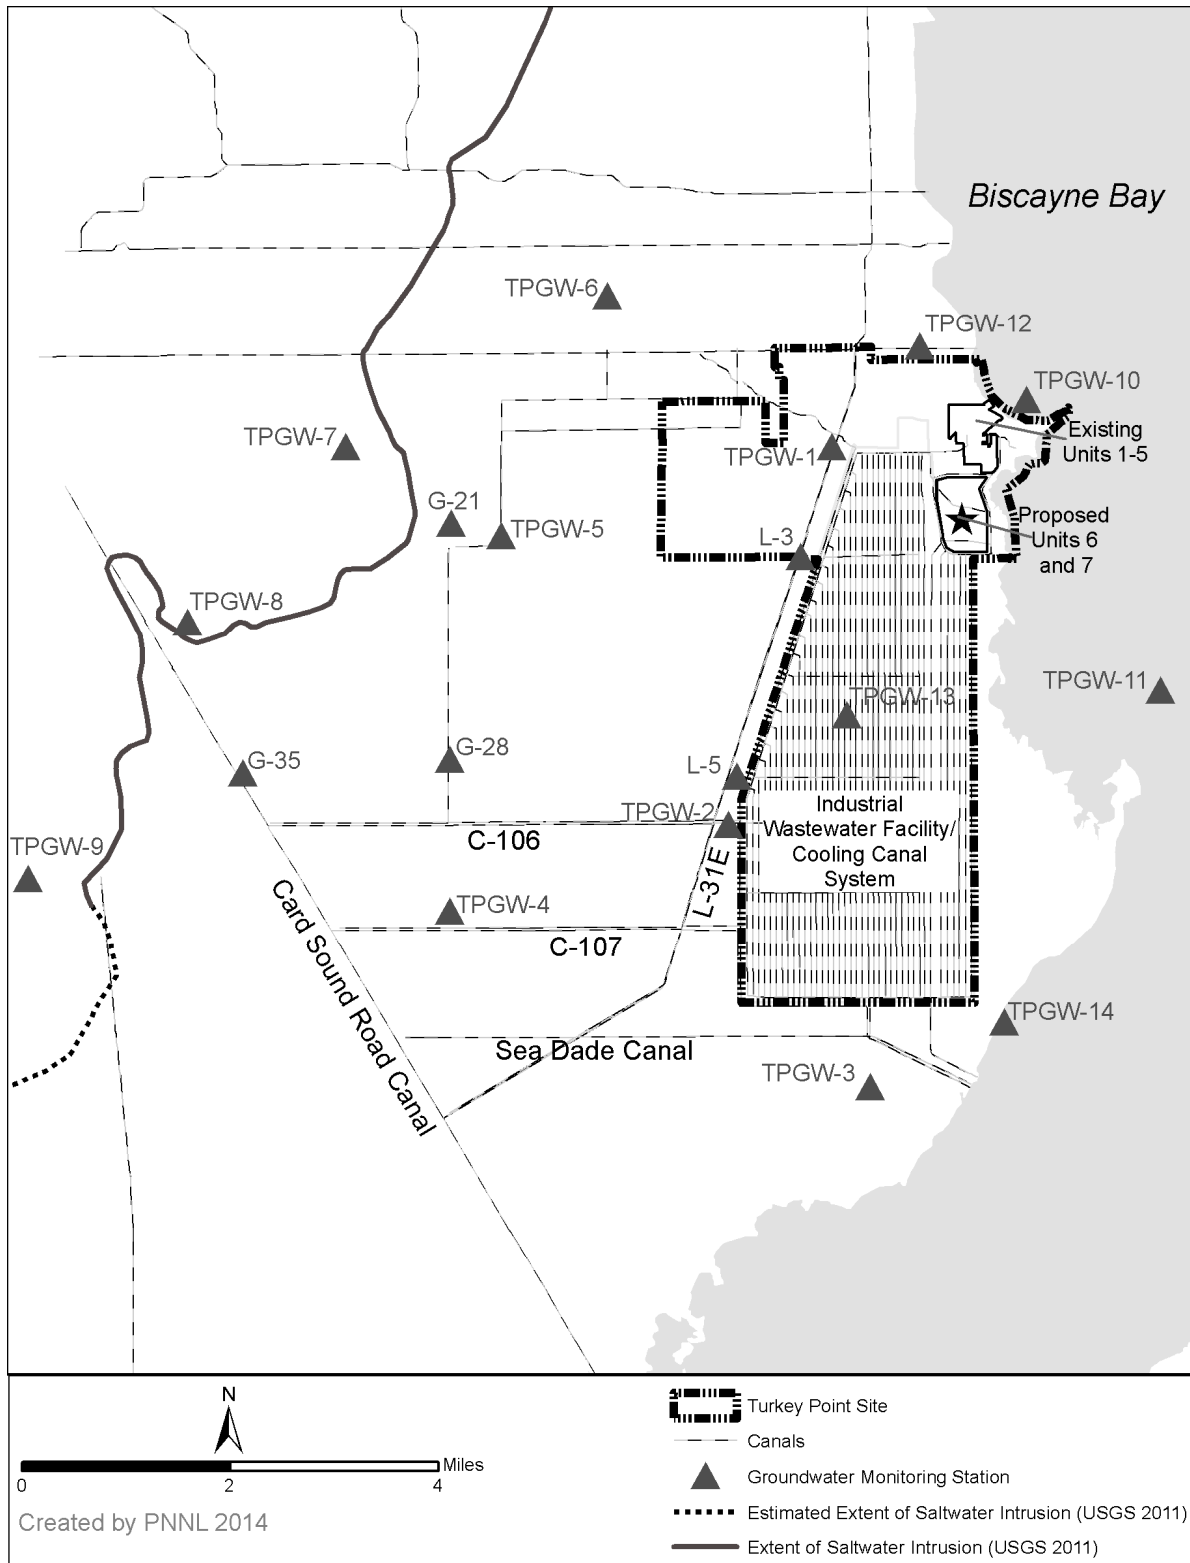 Biscayne Bay
TPGW-6
TPGW-12
TPGW-10
TPGW-7
TPGW-1
Existing
Units 1-5
G-21
TPGW-5
L-3
Proposed
Units 6
and 7
TPGW-8
TPGW-11
TPGW-13
G-35
G-28
L-5
TPGW-2
Industrial
Wastewater Facility/
Cooling Canal
System
C-106
TPGW-9
L-31E
TPGW-4
C-107
Card Sound Road Canal
TPGW-14
Sea Dade Canal
TPGW-3
N
Miles
0 2 4
Created by PNNL 2014
Turkey Point Site
Canals
Groundwater Monitoring Station
Estimated Extent of Saltwater Intrusion (USGS 2011)
Extent of Saltwater Intrusion (USGS 2011)